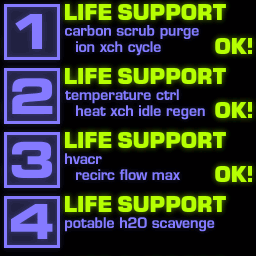 1 LIFE SUPPORT
carbon scrub purge
ion xch cycle OK!
2 LIFE SUPPORT
temperature ctrl
heat xch idle regen OK!
3 LIFE SUPPORT
hvacr
recirc flow max OK!
4 LIFE SUPPORT
potable h2O scavenge